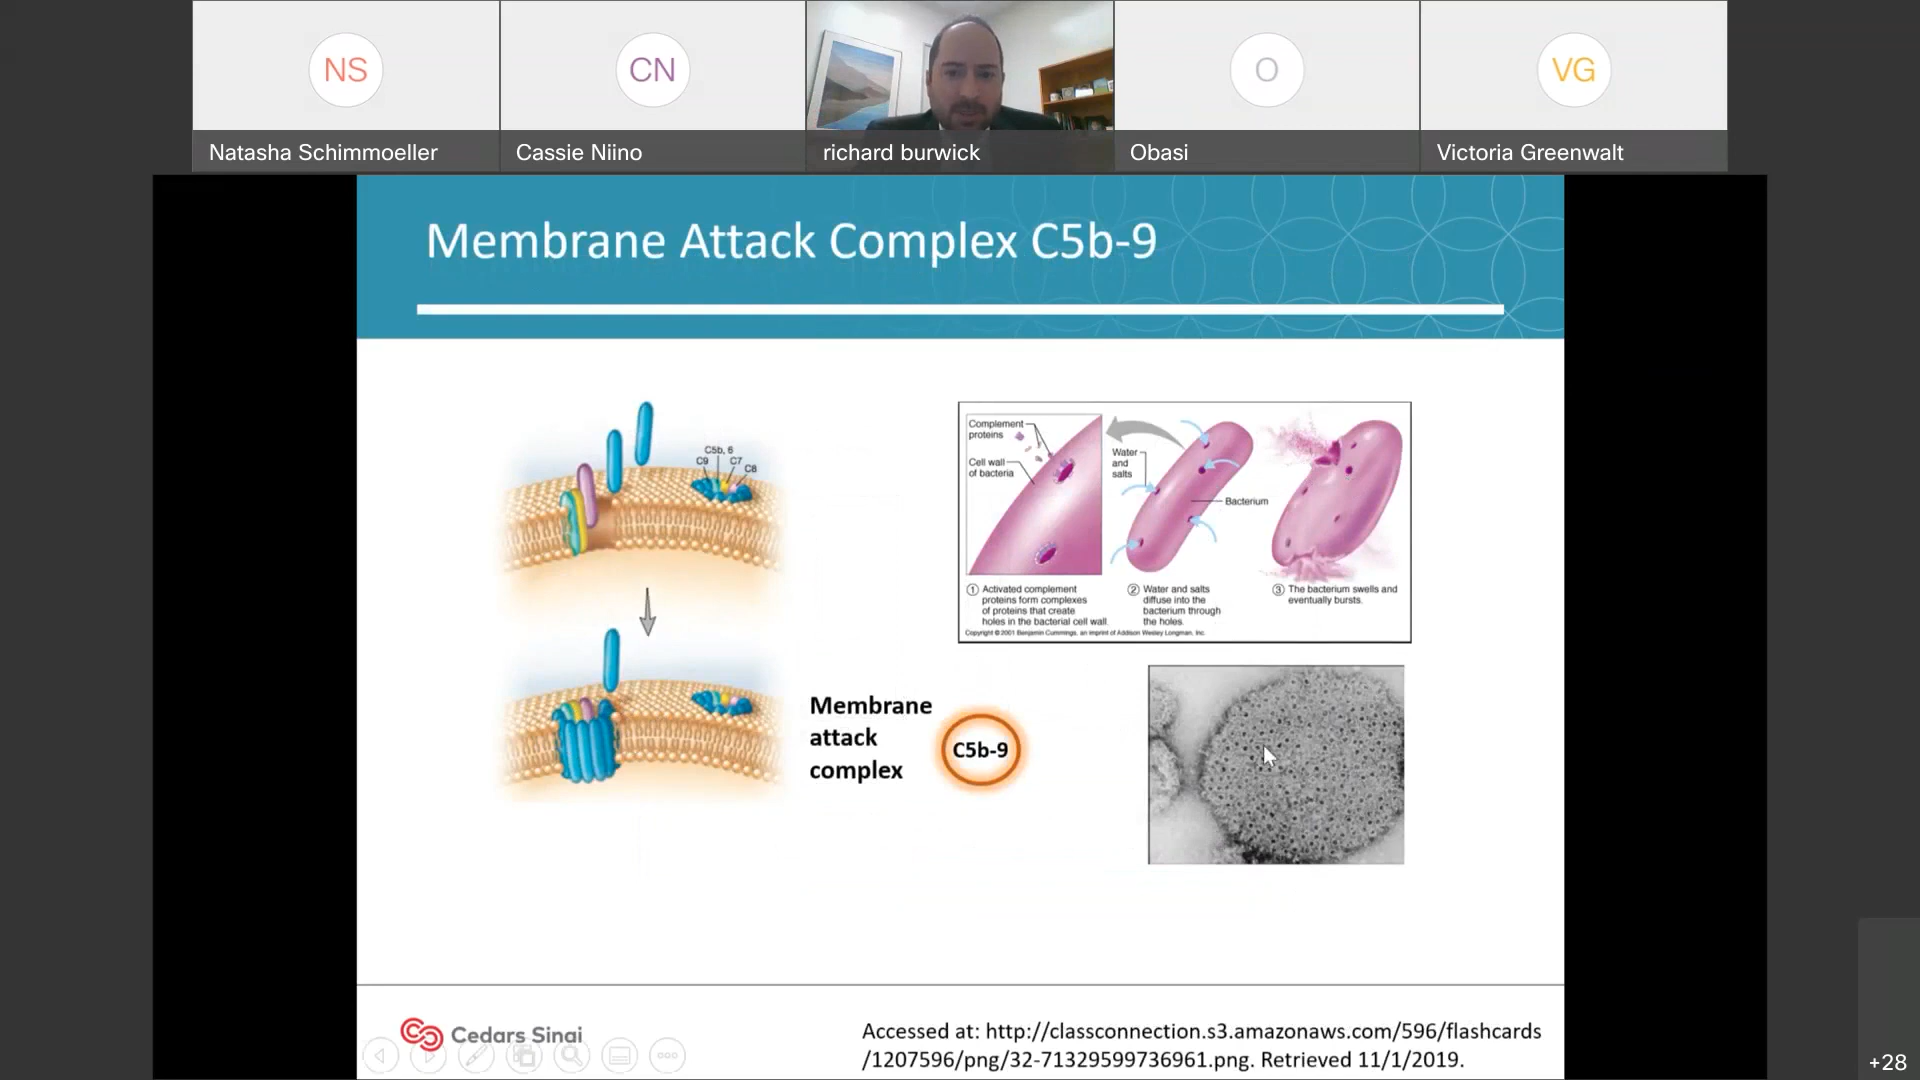 NS
CN
O
VG
Natasha Schimmoeller
Cassie Niino
richard burwick
Obasi
Victoria Greenwalt
Membrane Attack Complex C5b-9
C5b, 6
C9
C7
C8
Complement
proteins
Cell wall
of bacteria
Water
and
salts
Bacterium
1 Activated complement
proteins form complexes
of proteins that create
holes in the bacterial cell wall.
2 Water and salts
diffuse into the
bacterium through
the holes.
3 The bacterium swells and
eventually bursts.
Copyright © 2001 Benjamin Cummings, an imprint of Addison Wesley Longman, Inc.
Membrane
attack
complex
C5b-9
Cedars Sinai
Accessed at: http://classconnection.s3.amazonaws.com/596/flashcards
/1207596/png/32-71329599736961.png. Retrieved 11/1/2019.
+28